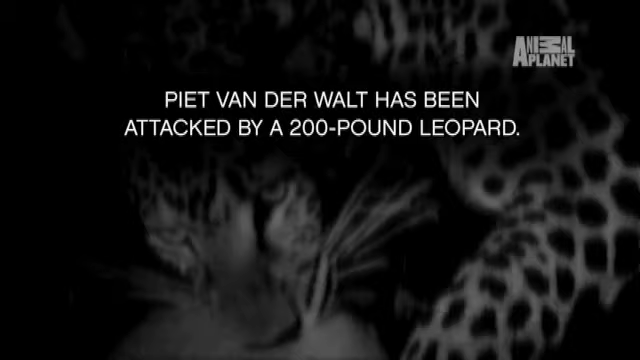 ANIMAL
PLANET
PIET VAN DER WALT HAS BEEN
ATTACKED BY A 200-POUND LEOPARD.